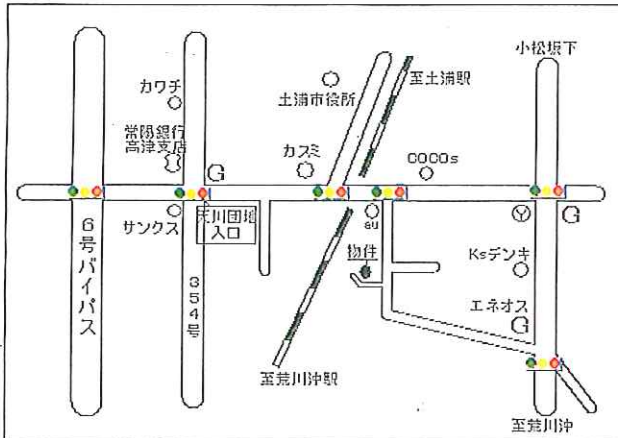 小松坂下
至土浦駅
カワチ
土浦市役所
常陽銀行
高津支店
カスミ
G
COCOs
サンクス
天川団地
入口
au
Y
G
6号バイパス
354号
物件
Ksデンキ
エネオス
G
至荒川沖駅
至荒川沖